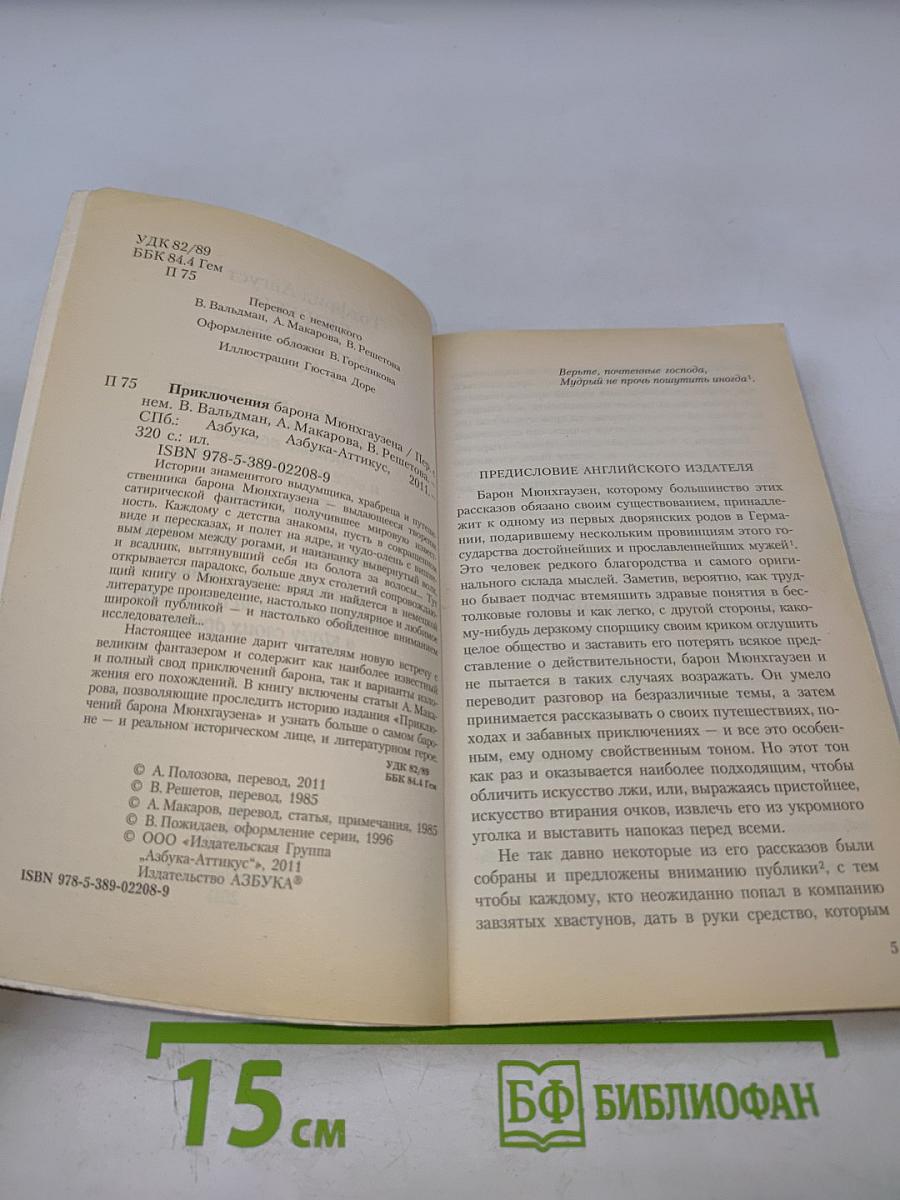 УДК 82/89
ББК 84.4 Гем
П 75
Перевод с немецкого
В. Вальдман, А. Макарова, В. Решетова
Оформление обложки В. Гореликова
Иллюстрации Гюстава Доре
П 75 Приключения барона Мюнхгаузена / Пер. с
нем. В. Вальдман, А. Макарова, В. Решетова. –
СПб.: Азбука, Азбука-Аттикус, 2011. –
320 с.: ил.
ISBN 978-5-389-02208-9
Истории знаменитого выдумщика, храбреца и путеше-
ственника барона Мюнхгаузена — выдающееся творение
сатирической фантастики, получившее мировую извест-
ность. Каждому с детства знакомы, пусть в сокращенном
виде и пересказах, и полет на ядре, и чудо-олень с вишне-
вым деревом между рогами, и наизнанку вывернутый волк,
и всадник, вытянувший себя из болота за волосы... Тут
открывается парадокс, больше двух столетий сопровождаю-
щий книгу о Мюнхгаузене: вряд ли найдется в немецкой
литературе произведение, настолько популярное и любимое
широкой публикой — и настолько обойденное вниманием
исследователей...
Настоящее издание дарит читателям новую встречу с
великим фантазером и содержит как наиболее известный
и полный свод приключений барона, так и варианты изло-
жения его похождений. В книгу включены статьи А. Мака-
рова, позволяющие проследить историю издания «Приклю-
чений барона Мюнхгаузена» и узнать больше о самом баро-
не — и реальном историческом лице, и литературном герое.
УДК 82/89
ББК 84.4 Гем
© А. Полозова, перевод, 2011
© В. Решетов, перевод, 1985
© А. Макаров, перевод, статья, примечания, 1985
© В. Пожидаев, оформление серии, 1996
© ООО «Издательская Группа
„Азбука-Аттикус“», 2011
Издательство АЗБУКА®
ISBN 978-5-389-02208-9
Верьте, почтенные господа,
Мудрый не прочь пошутить иногда¹.
ПРЕДИСЛОВИЕ АНГЛИЙСКОГО ИЗДАТЕЛЯ
Барон Мюнхгаузен, которому большинство этих
рассказов обязано своим существованием, принадле-
жит к одному из первых дворянских родов в Герма-
нии, подарившему нескольким провинциям этого го-
сударства достойнейших и прославленнейших мужей¹.
Это человек редкого благородства и самого ориги-
нального склада мыслей. Заметив, вероятно, как труд-
но бывает подчас втемяшить здравые понятия в бес-
толковые головы и как легко, с другой стороны, како-
му-нибудь дерзкому спорщику своим криком оглушить
целое общество и заставить его потерять всякое пред-
ставление о действительности, барон Мюнхгаузен и
не пытается в таких случаях возражать. Он умело
переводит разговор на безразличные темы, а затем
принимается рассказывать о своих путешествиях, по-
ходах и забавных приключениях — и все это особен-
ным, ему одному свойственным тоном. Но этот тон
как раз и оказывается наиболее подходящим, чтобы
обличить искусство лжи, или, выражаясь пристойнее,
искусство втирания очков, извлечь его из укромного
уголка и выставить напоказ перед всеми.
Не так давно некоторые из его рассказов были
собраны и предложены вниманию публики², с тем
чтобы каждому, кто неожиданно попал в компанию
завзятых хвастунов, дать в руки средство, которым
5
15 см
БФ БИБЛИОФАН